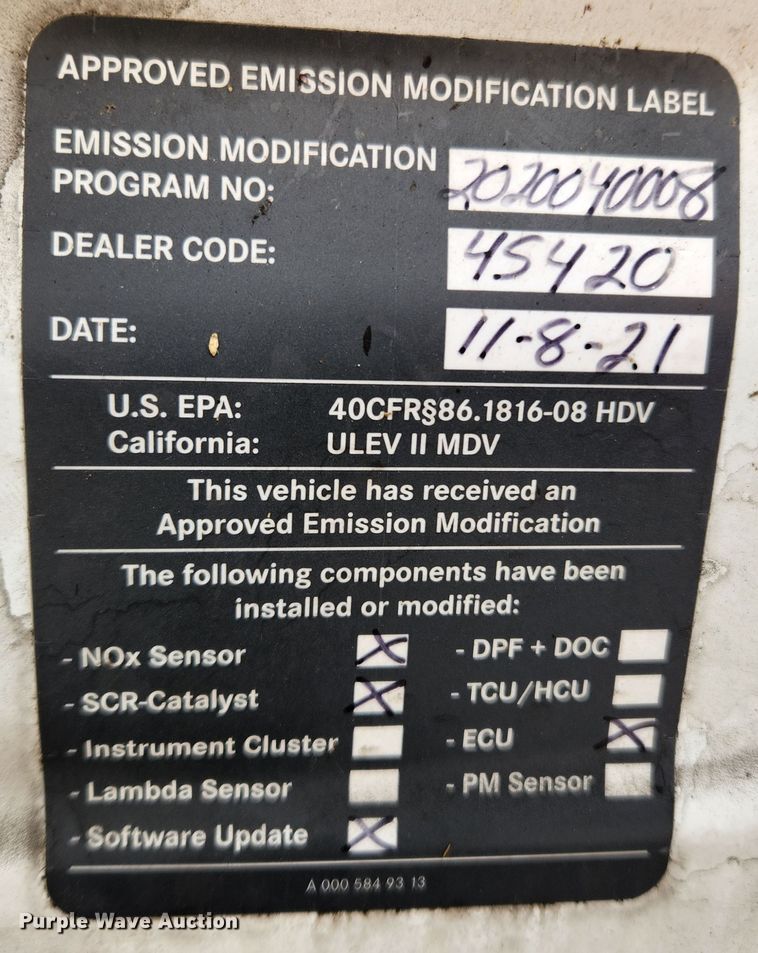 APPROVED EMISSION MODIFICATION LABEL
EMISSION MODIFICATION
PROGRAM NO: 2020040008
DEALER CODE: 45420
DATE: 11-8-21
U.S. EPA: 40CFR§86.1816-08 HDV
California: ULEV II MDV
This vehicle has received an
Approved Emission Modification
The following components have been
installed or modified:
- NOx Sensor X - DPF + DOC
- SCR-Catalyst X - TCU/HCU
- Instrument Cluster - ECU X
- Lambda Sensor - PM Sensor
- Software Update X
A 000 584 93 13
Purple Wave Auction